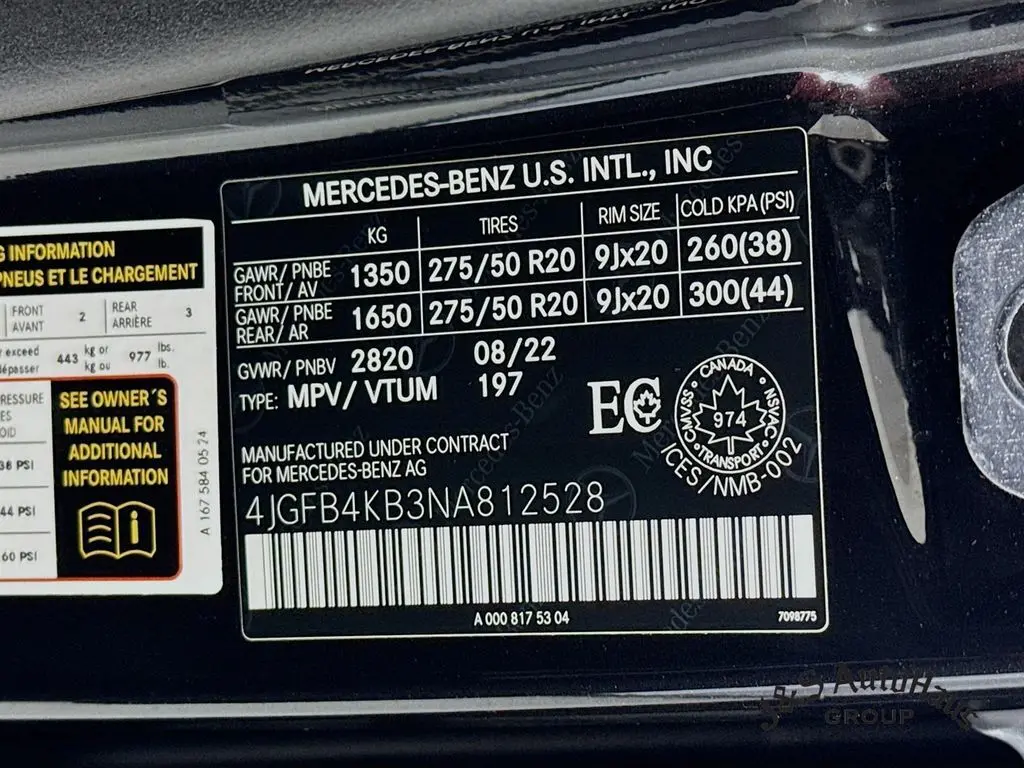 G INFORMATION
PNEUS ET LE CHARGEMENT
FRONT
AVANT
2
REAR
ARRIÈRE
3
exceed
443 kg or
kg ou
977 lbs.
lb.
38 PSI
44 PSI
60 PSI
SEE OWNER´S
MANUAL FOR
ADDITIONAL
INFORMATION
A 167 584 05 24
MERCEDES-BENZ U.S. INTL., INC
KG TIRES RIM SIZE COLD KPA (PSI)
GAWR/ PNBE
FRONT/ AV
1350 275/50 R20 9Jx20 260(38)
GAWR/ PNBE
REAR/ AR
1650 275/50 R20 9Jx20 300(44)
GVWR/ PNBV 2820 08/22
TYPE: MPV/ VTUM 197
EC
CANADA
CMVSS NSVAC
974
TRANSPORT
ICES/NMB-002
MANUFACTURED UNDER CONTRACT
FOR MERCEDES-BENZ AG
4JGFB4KB3NA812528
A 000 817 53 04
7098775
AutoHaus
GROUP